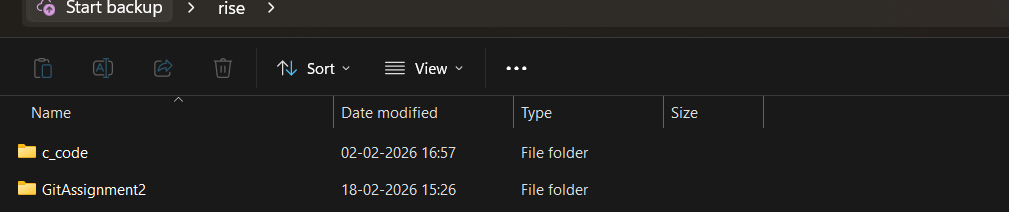 Start backup > rise >
Sort View •••
Name Date modified Type Size
c_code 02-02-2026 16:57 File folder
GitAssignment2 18-02-2026 15:26 File folder